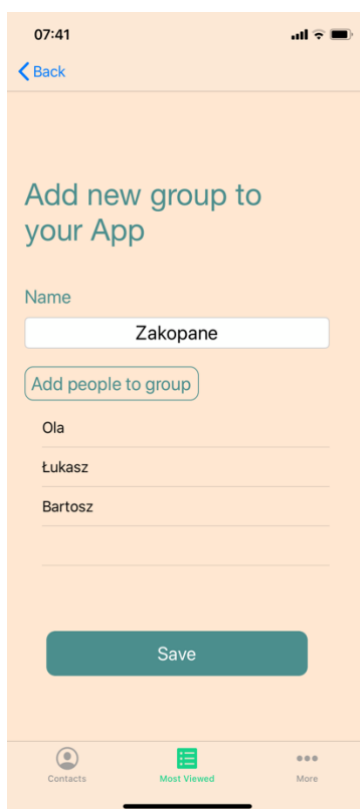 07:41
Back
Add new group to
your App
Name
Zakopane
Add people to group
Ola
Łukasz
Bartosz
Save
Contacts
Most Viewed
More